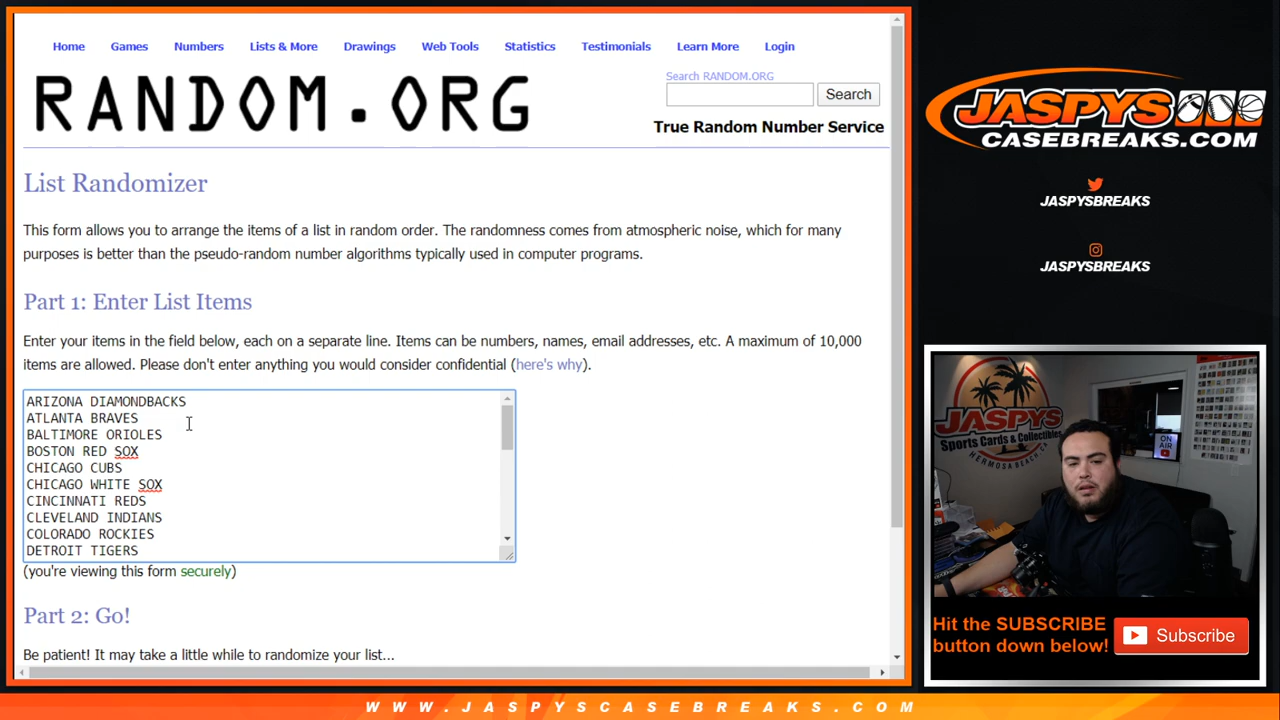 Home Games Numbers Lists & More Drawings Web Tools Statistics Testimonials Learn More Login
RANDOM.ORG
Search RANDOM.ORG
Search
True Random Number Service
List Randomizer
This form allows you to arrange the items of a list in random order. The randomness comes from atmospheric noise, which for many
purposes is better than the pseudo-random number algorithms typically used in computer programs.
Part 1: Enter List Items
Enter your items in the field below, each on a separate line. Items can be numbers, names, email addresses, etc. A maximum of 10,000
items are allowed. Please don't enter anything you would consider confidential (here's why).
ARIZONA DIAMONDBACKS
ATLANTA BRAVES
BALTIMORE ORIOLES
BOSTON RED SOX
CHICAGO CUBS
CHICAGO WHITE SOX
CINCINNATI REDS
CLEVELAND INDIANS
COLORADO ROCKIES
DETROIT TIGERS
(you're viewing this form securely)
Part 2: Go!
Be patient! It may take a little while to randomize your list...
JASPYS
CASEBREAKS.COM
JASPYSBREAKS
JASPYSBREAKS
JASPYS
Sports Cards & Collectibles
HERMOSA BEACH, CA
ON AIR
Hit the SUBSCRIBE
button down below!
Subscribe
WWW.JASPYSCASEBREAKS.COM